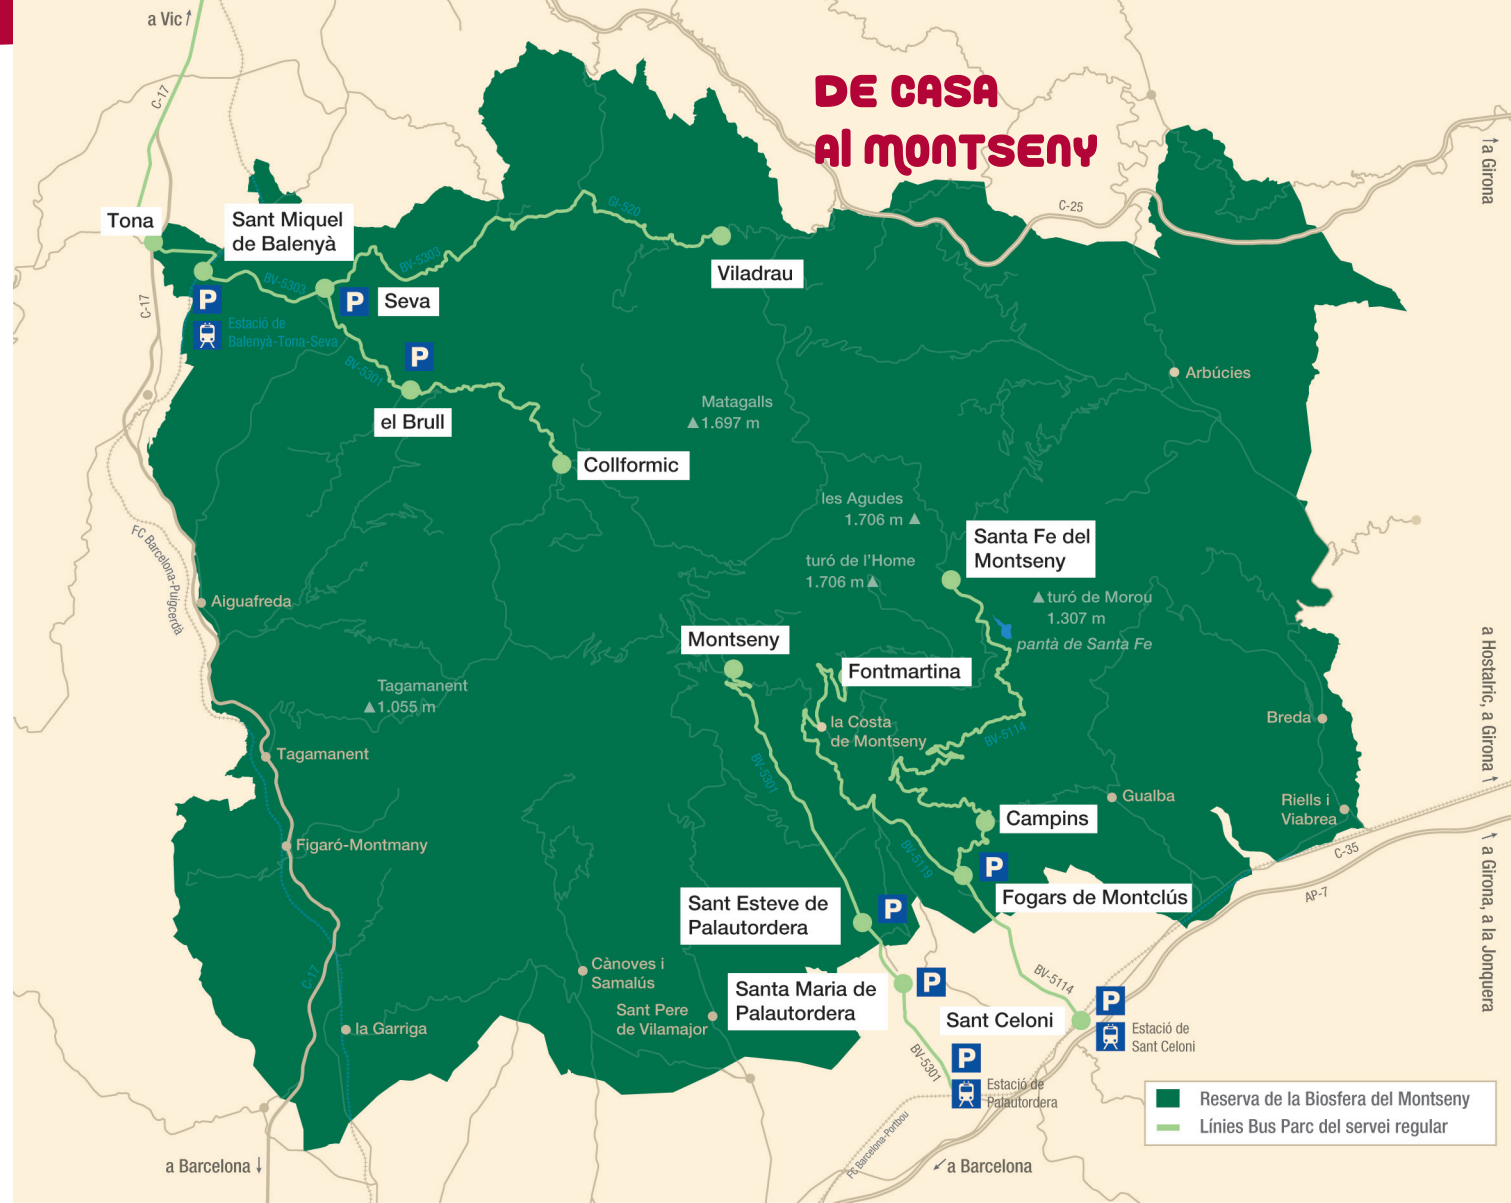 a Vic
DE CASA
Al MONTSENY
C-17
a Girona
C-25
GI-520
Tona
Sant Miquel
de Balenyà
BV-5303
Viladrau
BV-5303
P
P
Seva
C-17
Estació de
Balenyà-Tona-Seva
P
BV-5301
Arbúcies
el Brull
Matagalls
1.697 m
Collformic
les Agudes
1.706 m
Santa Fe del
Montseny
turó de l'Home
1.706 m
FC Barcelona-Puigcerdà
Aiguafreda
turó de Morou
1.307 m
pantà de Santa Fe
a Hostalric, a Girona
Montseny
Fontmartina
Tagamanent
1.055 m
la Costa
de Montseny
BV-5114
Breda
Tagamanent
BV-5301
Gualba
Riells i
Viabrea
Campins
Figaró-Montmany
BV-5119
C-35
P
AP-7
a Girona, a la Jonquera
Fogars de Montclús
Sant Esteve de
Palautordera
P
Cànoves i
Samalús
C-17
BV-5114
Santa Maria de
Palautordera
P
P
Sant Pere
de Vilamajor
Sant Celoni
la Garriga
Estació de
Sant Celoni
P
BV-5301
Estació de
Palautordera
Reserva de la Biosfera del Montseny
Línies Bus Parc del servei regular
FC Barcelona-Portbou
a Barcelona
a Barcelona